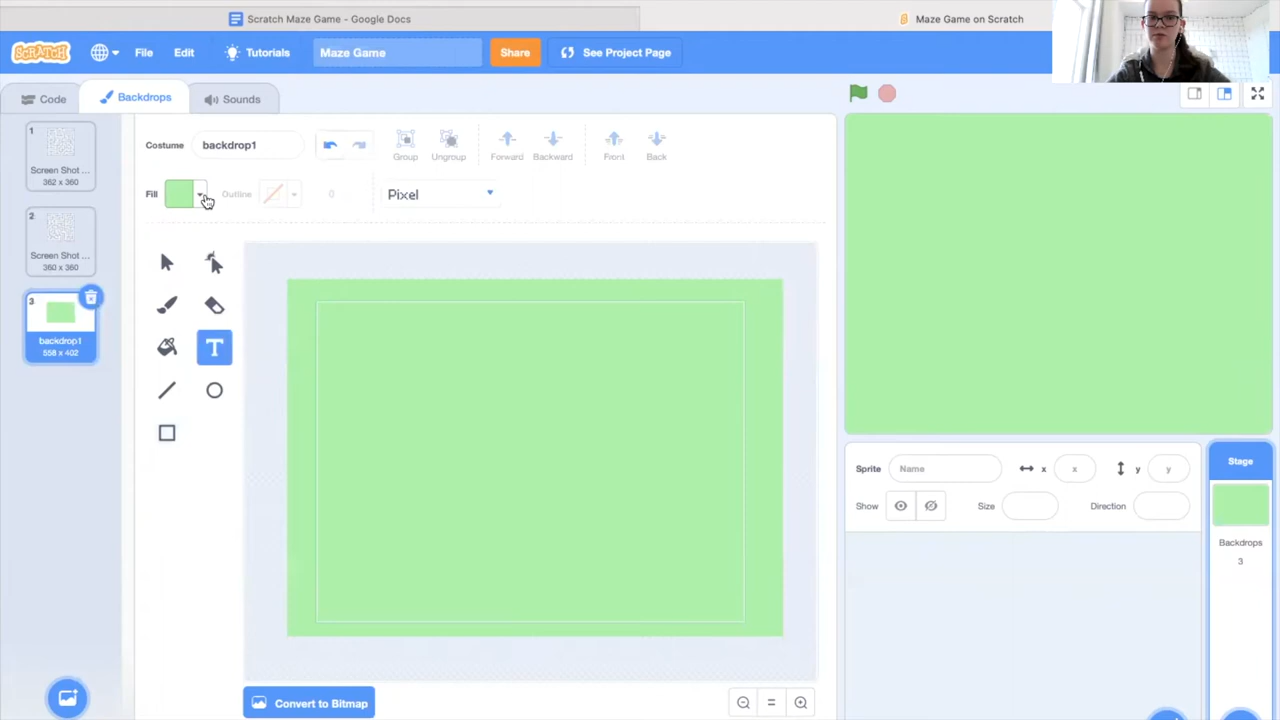 Scratch Maze Game - Google Docs
Maze Game on Scratch
SCRATCH
File
Edit
Tutorials
Maze Game
Share
See Project Page
Code
Backdrops
Sounds
1
Screen Shot ...
362 x 360
2
Screen Shot ...
360 x 360
3
backdrop1
558 x 402
Costume
backdrop1
Group
Ungroup
Forward
Backward
Front
Back
Fill
Outline
0
Pixel
T
Convert to Bitmap
Sprite
Name
x
x
y
y
Show
Size
Direction
Stage
Backdrops
3